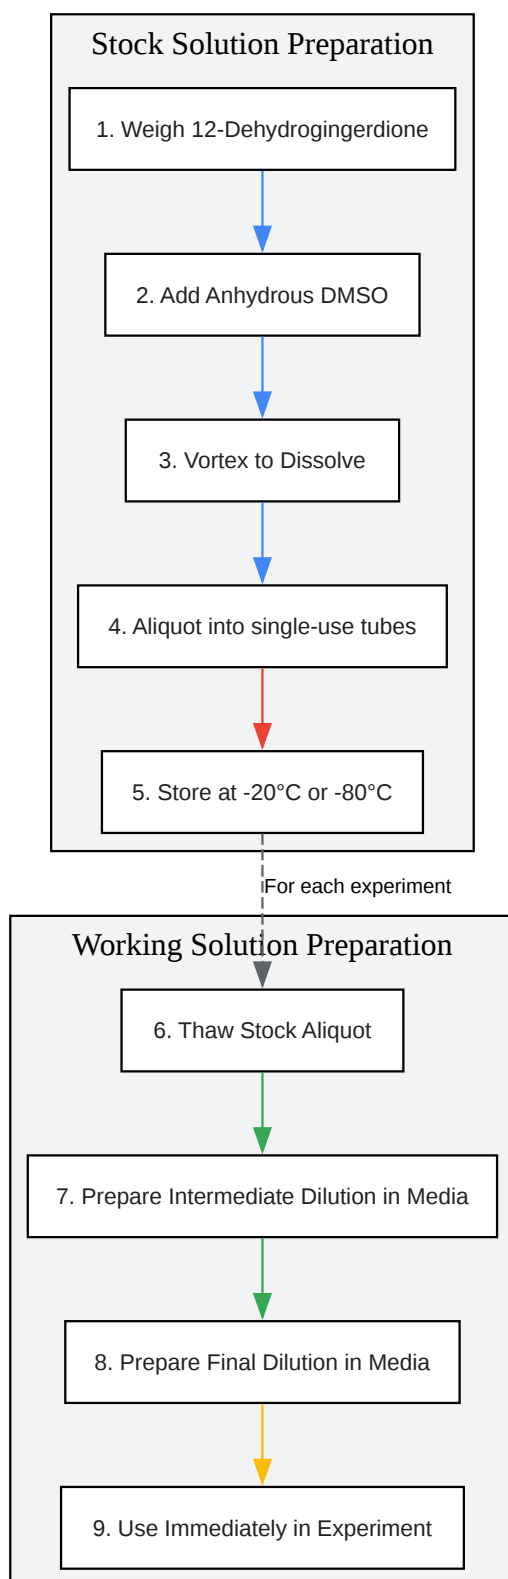 Stock Solution Preparation
1. Weigh 12-Dehydrogingerdione
2. Add Anhydrous DMSO
3. Vortex to Dissolve
4. Aliquot into single-use tubes
5. Store at -20°C or -80°C
For each experiment
Working Solution Preparation
6. Thaw Stock Aliquot
7. Prepare Intermediate Dilution in Media
8. Prepare Final Dilution in Media
9. Use Immediately in Experiment